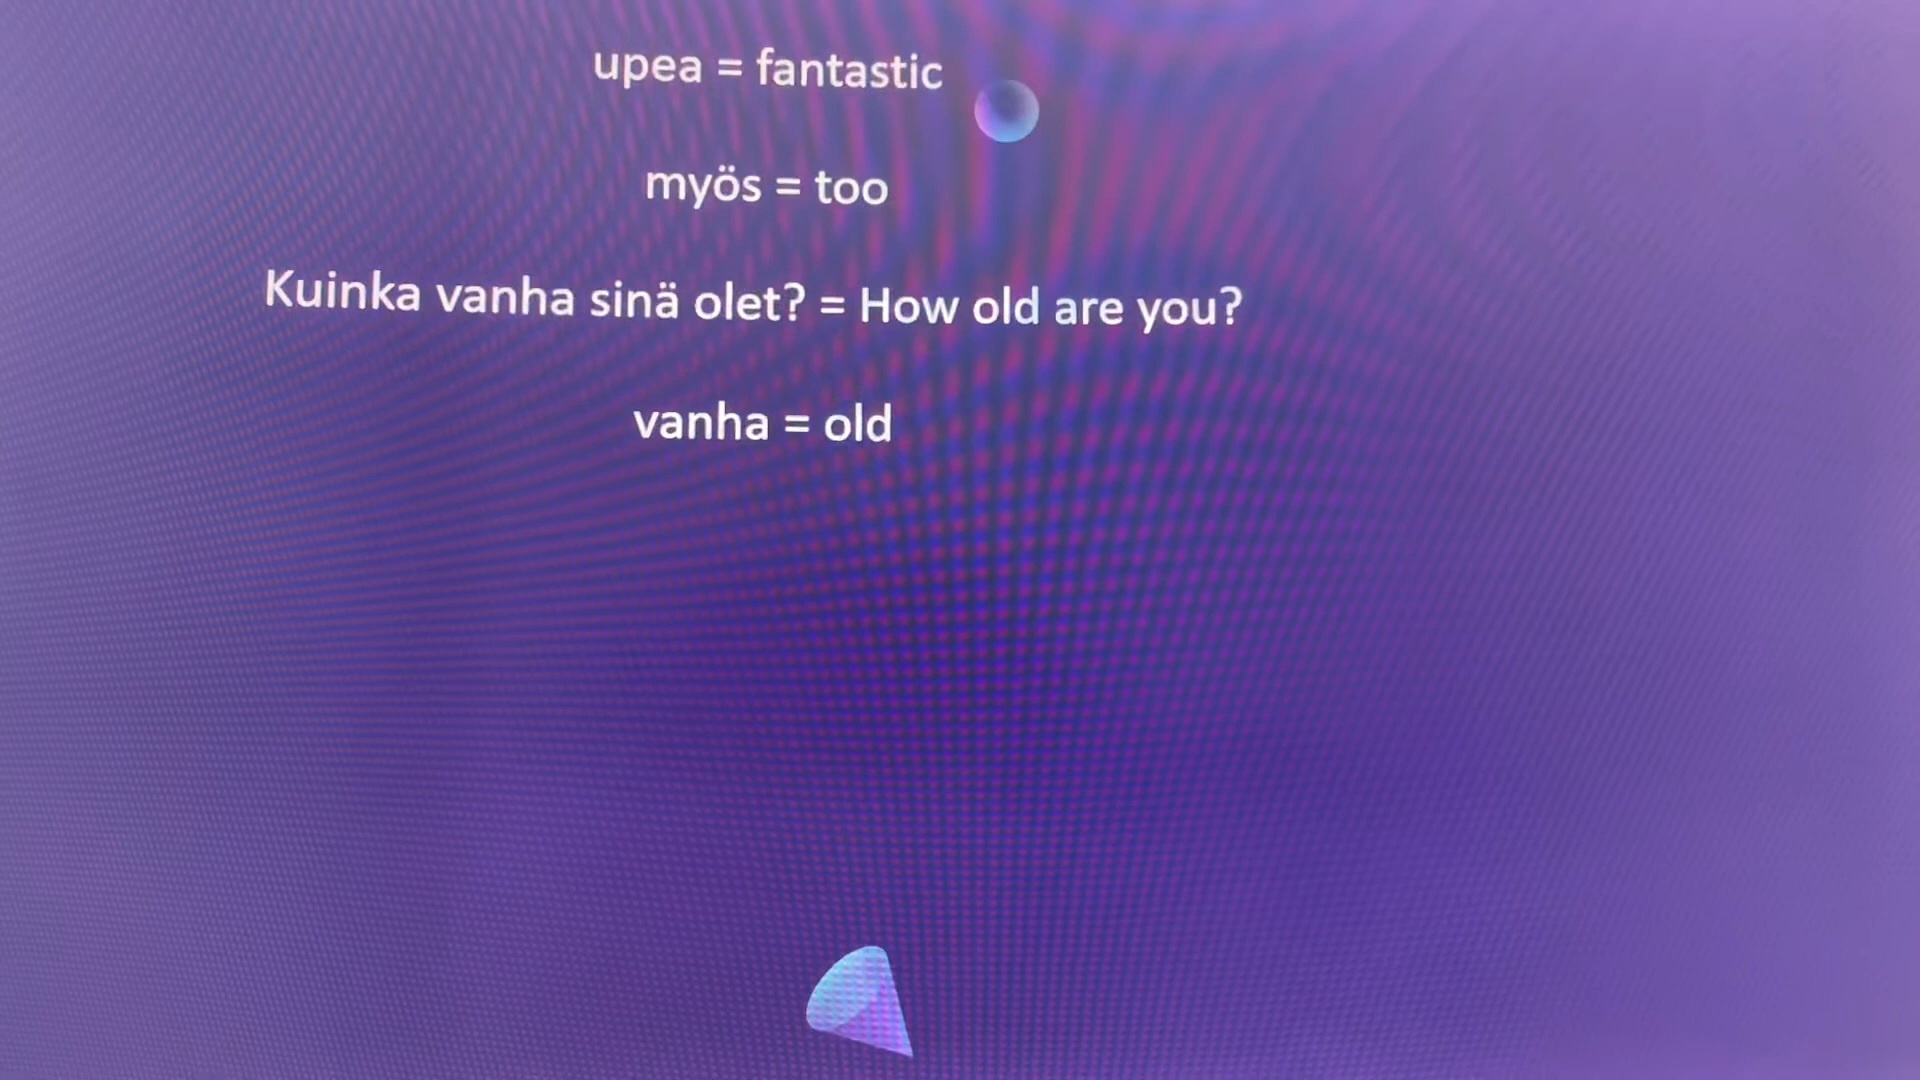 upea = fantastic
myös = too
Kuinka vanha sinä olet? = How old are you?
vanha = old